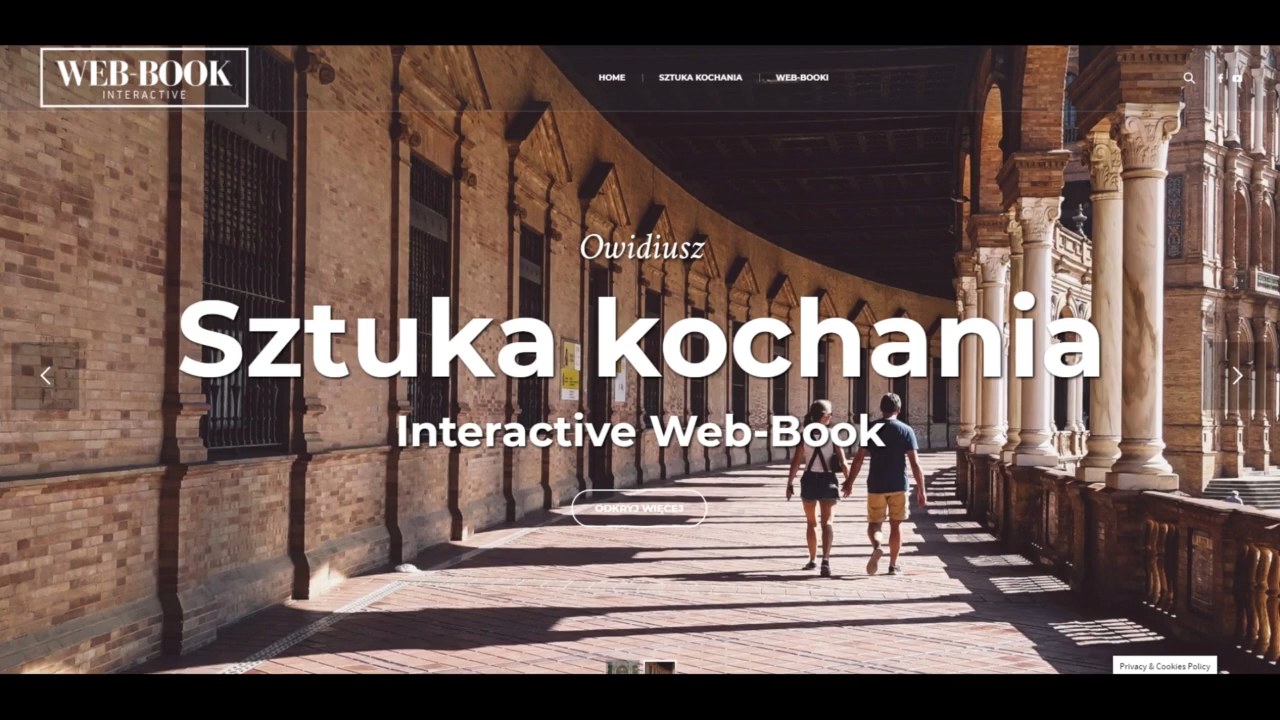 WEB-BOOK
INTERACTIVE
HOME
SZTUKA KOCHANIA
WEB-BOOKI
Owidiusz
Sztuka kochania
Interactive Web-Book
ODKRYJ WIĘCEJ
Privacy & Cookies Policy